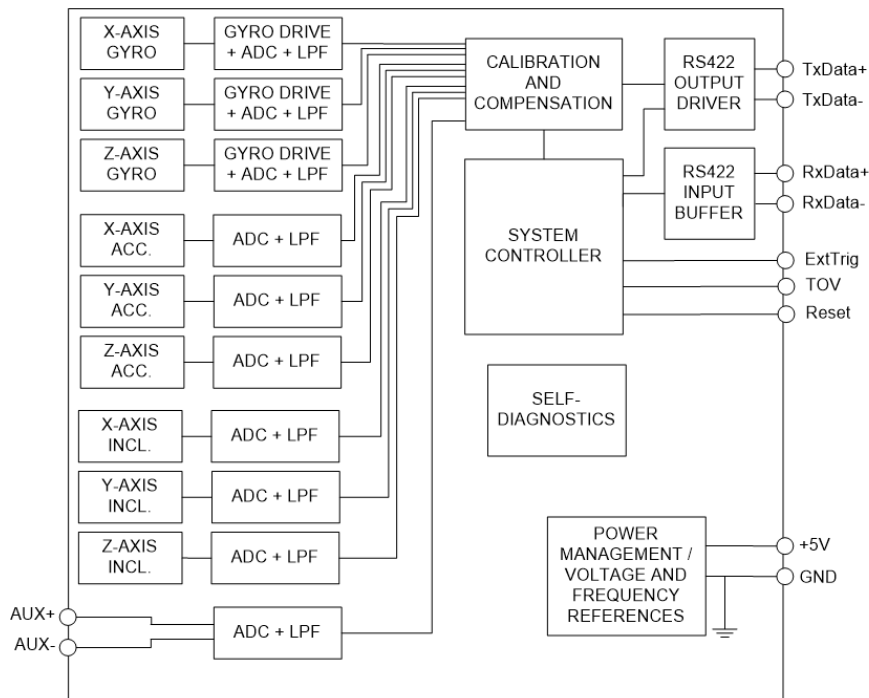 X-AXIS
GYRO
GYRO DRIVE
+ ADC + LPF
Y-AXIS
GYRO
GYRO DRIVE
+ ADC + LPF
Z-AXIS
GYRO
GYRO DRIVE
+ ADC + LPF
X-AXIS
ACC.
ADC + LPF
Y-AXIS
ACC.
ADC + LPF
Z-AXIS
ACC.
ADC + LPF
X-AXIS
INCL.
ADC + LPF
Y-AXIS
INCL.
ADC + LPF
Z-AXIS
INCL.
ADC + LPF
AUX+
AUX-
ADC + LPF
CALIBRATION
AND
COMPENSATION
RS422
OUTPUT
DRIVER
TxData+
TxData-
SYSTEM
CONTROLLER
RS422
INPUT
BUFFER
RxData+
RxData-
ExtTrig
TOV
Reset
SELF-
DIAGNOSTICS
POWER
MANAGEMENT /
VOLTAGE AND
FREQUENCY
REFERENCES
+5V
GND